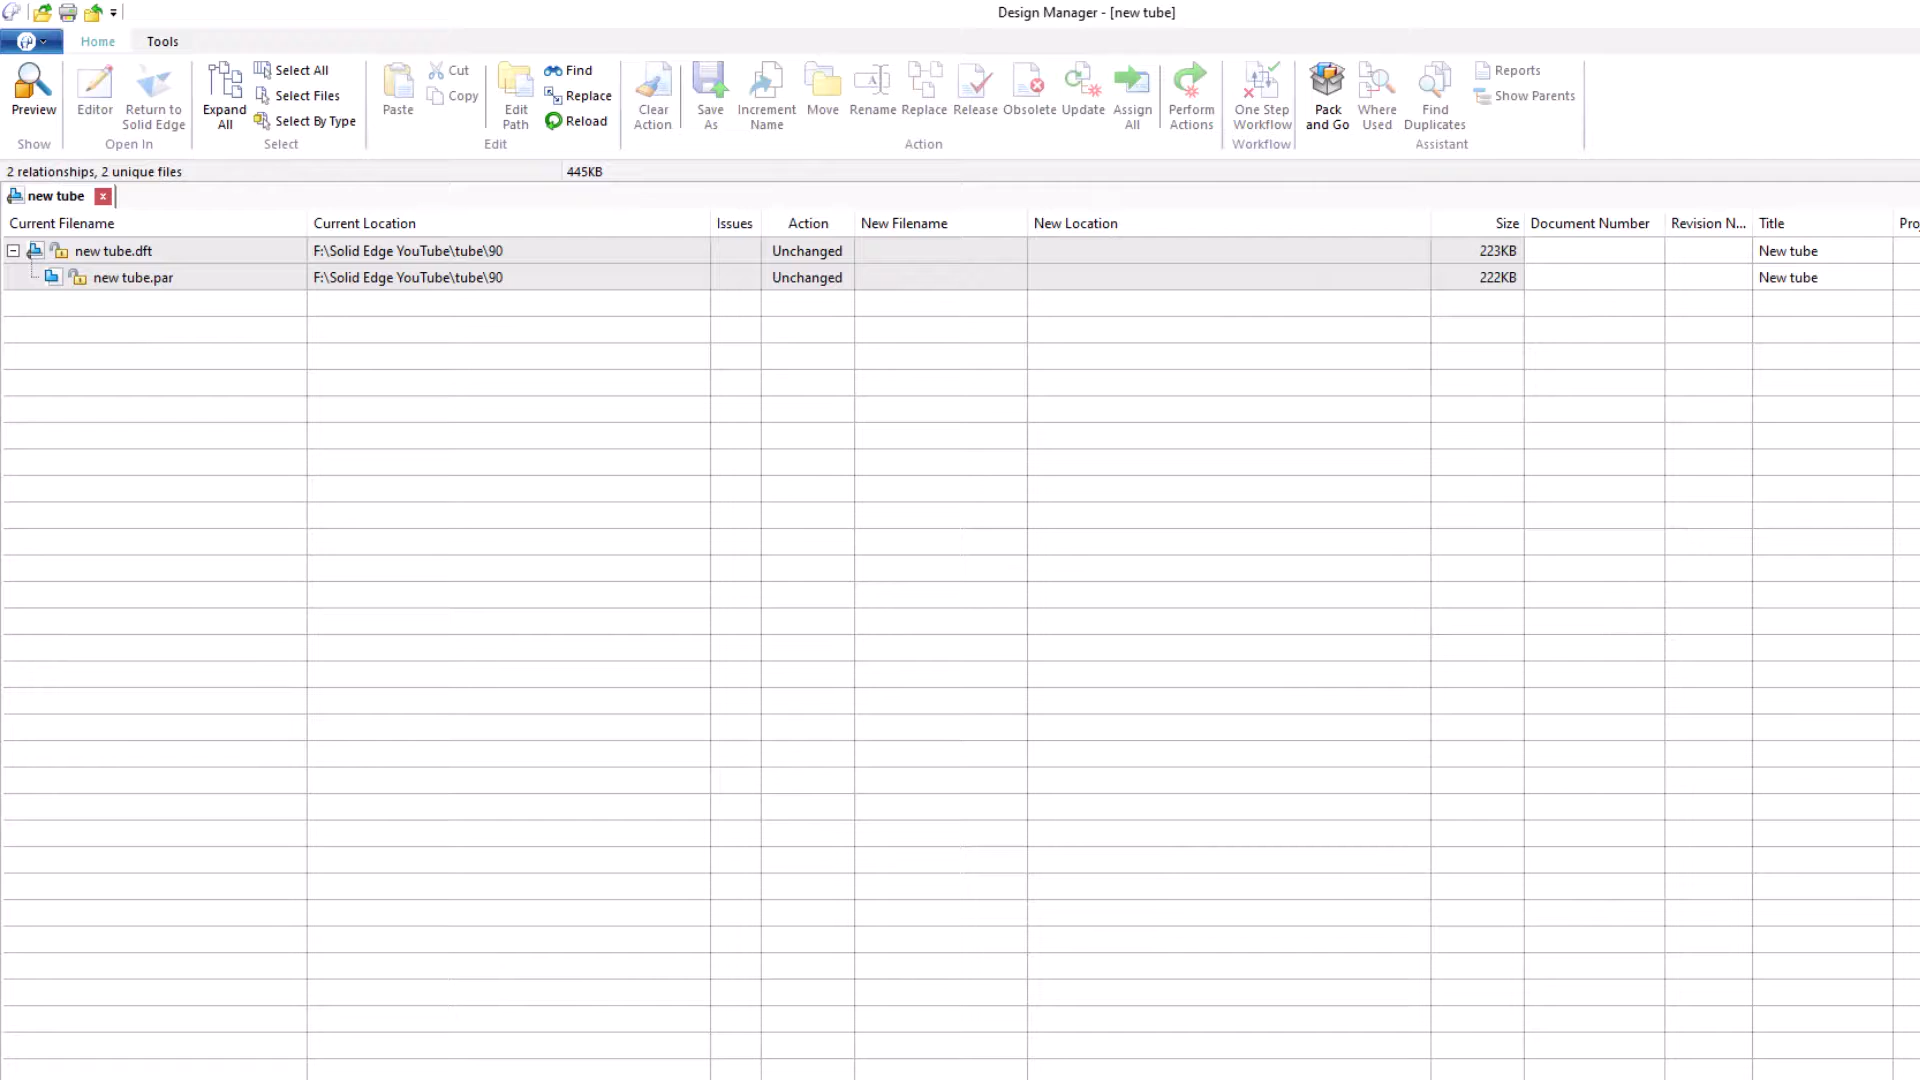 Design Manager - [new tube]
Home Tools
Preview Editor Return to Solid Edge Expand All Select All Select Files Select By Type Paste Cut Copy Edit Path Find Replace Reload Clear Action Save As Increment Name Move Rename Replace Release Obsolete Update Assign All Perform Actions One Step Workflow Pack and Go Where Used Find Duplicates Reports Show Parents
Show Open In Select Edit Action Workflow Assistant
2 relationships, 2 unique files 445KB
new tube x
Current Filename Current Location Issues Action New Filename New Location Size Document Number Revision N... Title Proj
new tube.dft F:\Solid Edge YouTube\tube\90 Unchanged 223KB New tube
new tube.par F:\Solid Edge YouTube\tube\90 Unchanged 222KB New tube